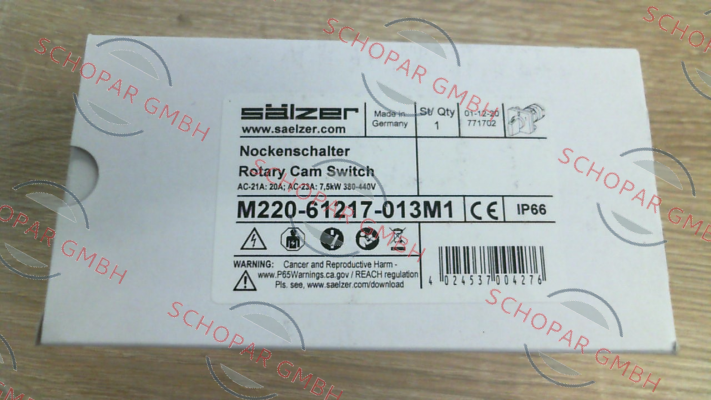 sälzer
www.saelzer.com
Made in
Germany
St/ Qty
1
01-12-20
771702
Nockenschalter
Rotary Cam Switch
AC-21A: 20A; AC-23A: 7,5kW 380-440V
M220-61217-013M1
CE
IP66
WARNING: Cancer and Reproductive Harm -
www.P65Warnings.ca.gov / REACH regulation
Pls. see, www.saelzer.com/download
4 024537 004276
SCHOPAR GMBH
SCHOPAR GMBH
SCHOPAR GMBH
SCHOPAR GMBH
SCHOPAR GMBH
SCHOPAR GMBH
SCHOPAR GMBH
SCHOPAR GMBH